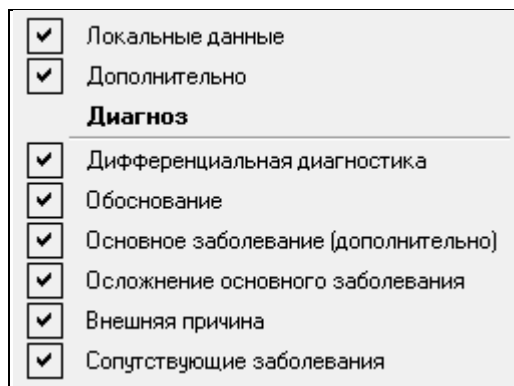 Локальные данные
Дополнительно
Диагноз
Дифференциальная диагностика
Обоснование
Основное заболевание (дополнительно)
Осложнение основного заболевания
Внешняя причина
Сопутствующие заболевания